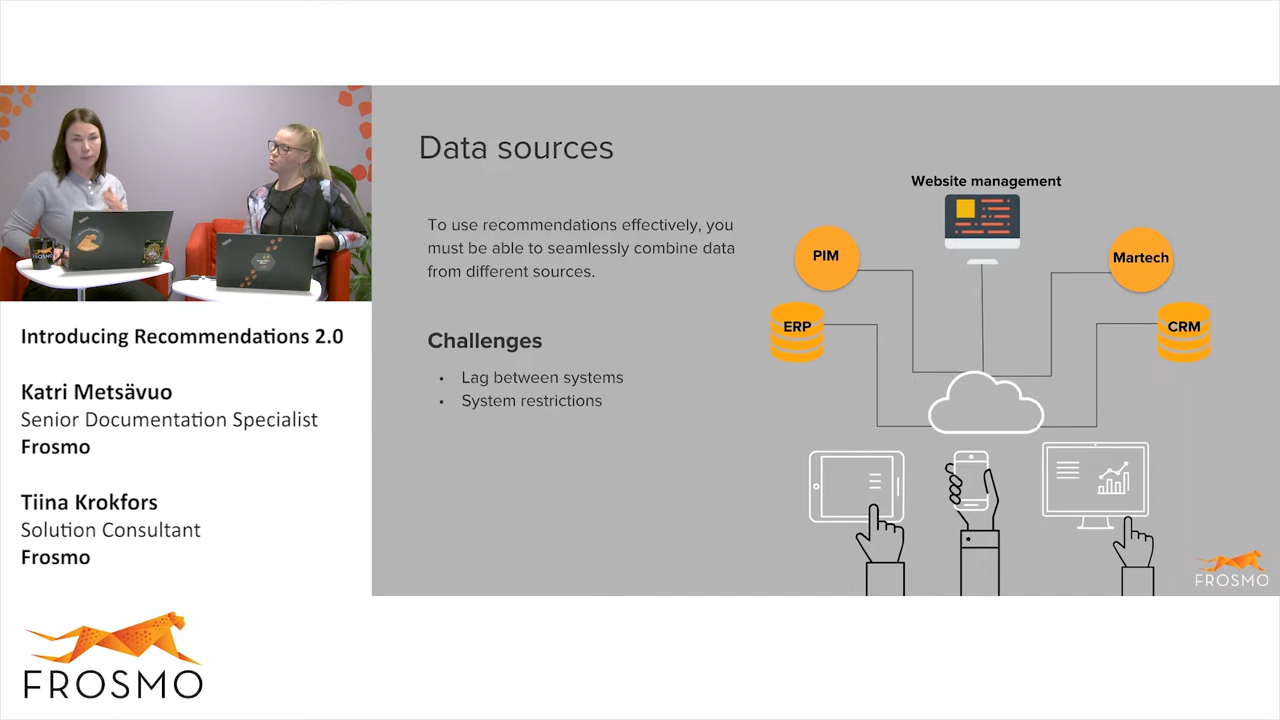 FROSMO
Introducing Recommendations 2.0
Katri Metsävuo
Senior Documentation Specialist
Frosmo
Tiina Krokfors
Solution Consultant
Frosmo
FROSMO
Data sources
To use recommendations effectively, you
must be able to seamlessly combine data
from different sources.
Challenges
• Lag between systems
• System restrictions
Website management
PIM
Martech
ERP
CRM
FROSMO